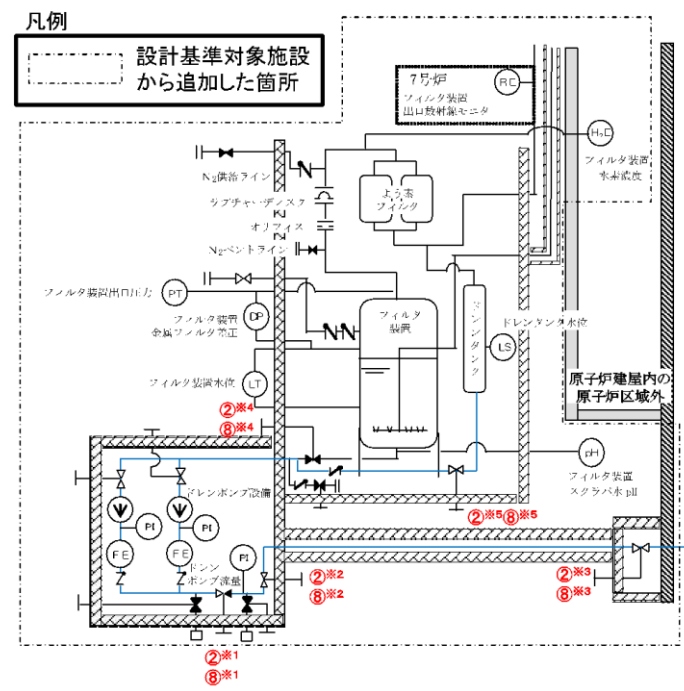 凡例
設計基準対象施設
から追加した箇所
7号炉
フィルタ装置
出口放射線モニタ
RE
H₂E
フィルタ装置
水素濃度
N₂供給ライン
ラプチャーディスク
オリフィス
N₂ベントライン
よう素
フィルタ
フィルタ装置出口圧力
PT
DP
フィルタ装置
金属フィルタ差圧
フィルタ
装置
ドレンタンク
ドレンタンク水位
LS
フィルタ装置水位
LT
原子炉建屋内の
原子炉区域外
②※4
⑧※4
pH
フィルタ装置
スクラバ水pH
ドレンポンプ設備
PI
PI
FE
FE
PI
ドレン
ポンプ流量
②※5⑧※5
②※2
⑧※2
②※3
⑧※3
②※1
⑧※1